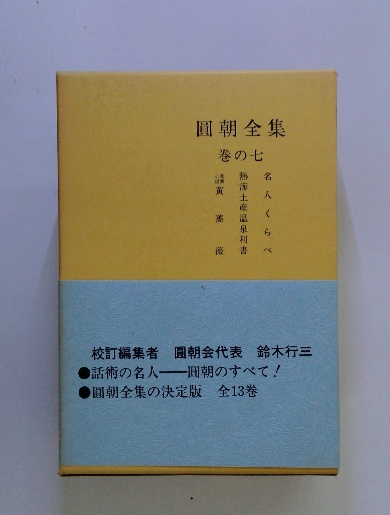 圓朝全集
巻の七
名人くらべ
熱海土産温泉利書
黄薔薇
校訂編集者 圓朝会代表 鈴木行三
●話術の名人——圓朝のすべて!
●圓朝全集の決定版 全13巻